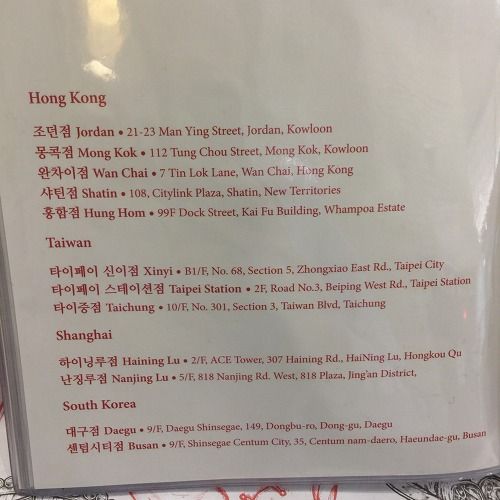 Hong Kong
조던점 Jordan • 21-23 Man Ying Street, Jordan, Kowloon
몽콕점 Mong Kok • 112 Tung Chou Street, Mong Kok, Kowloon
완차이점 Wan Chai • 7 Tin Lok Lane, Wan Chai, Hong Kong
샤틴점 Shatin • 108, Citylink Plaza, Shatin, New Territories
홍함점 Hung Hom • 99F Dock Street, Kai Fu Building, Whampoa Estate
Taiwan
타이페이 신이점 Xinyi • B1/F, No. 68, Section 5, Zhongxiao East Rd., Taipei City
타이페이 스테이션점 Taipei Station • 2F, Road No.3, Beiping West Rd., Taipei Station
타이중점 Taichung • 10/F, No. 301, Section 3, Taiwan Blvd, Taichung
Shanghai
하이닝루점 Haining Lu • 2/F, ACE Tower, 307 Haining Rd., HaiNing Lu, Hongkou Qu
난징루점 Nanjing Lu • 5/F, 818 Nanjing Rd. West, 818 Plaza, Jing'an District,
South Korea
대구점 Daegu • 9/F, Daegu Shinsegae, 149, Dongbu-ro, Dong-gu, Daegu
센텀시티점 Busan • 9/F, Shinsegae Centum City, 35, Centum nam-daero, Haeundae-gu, Busan